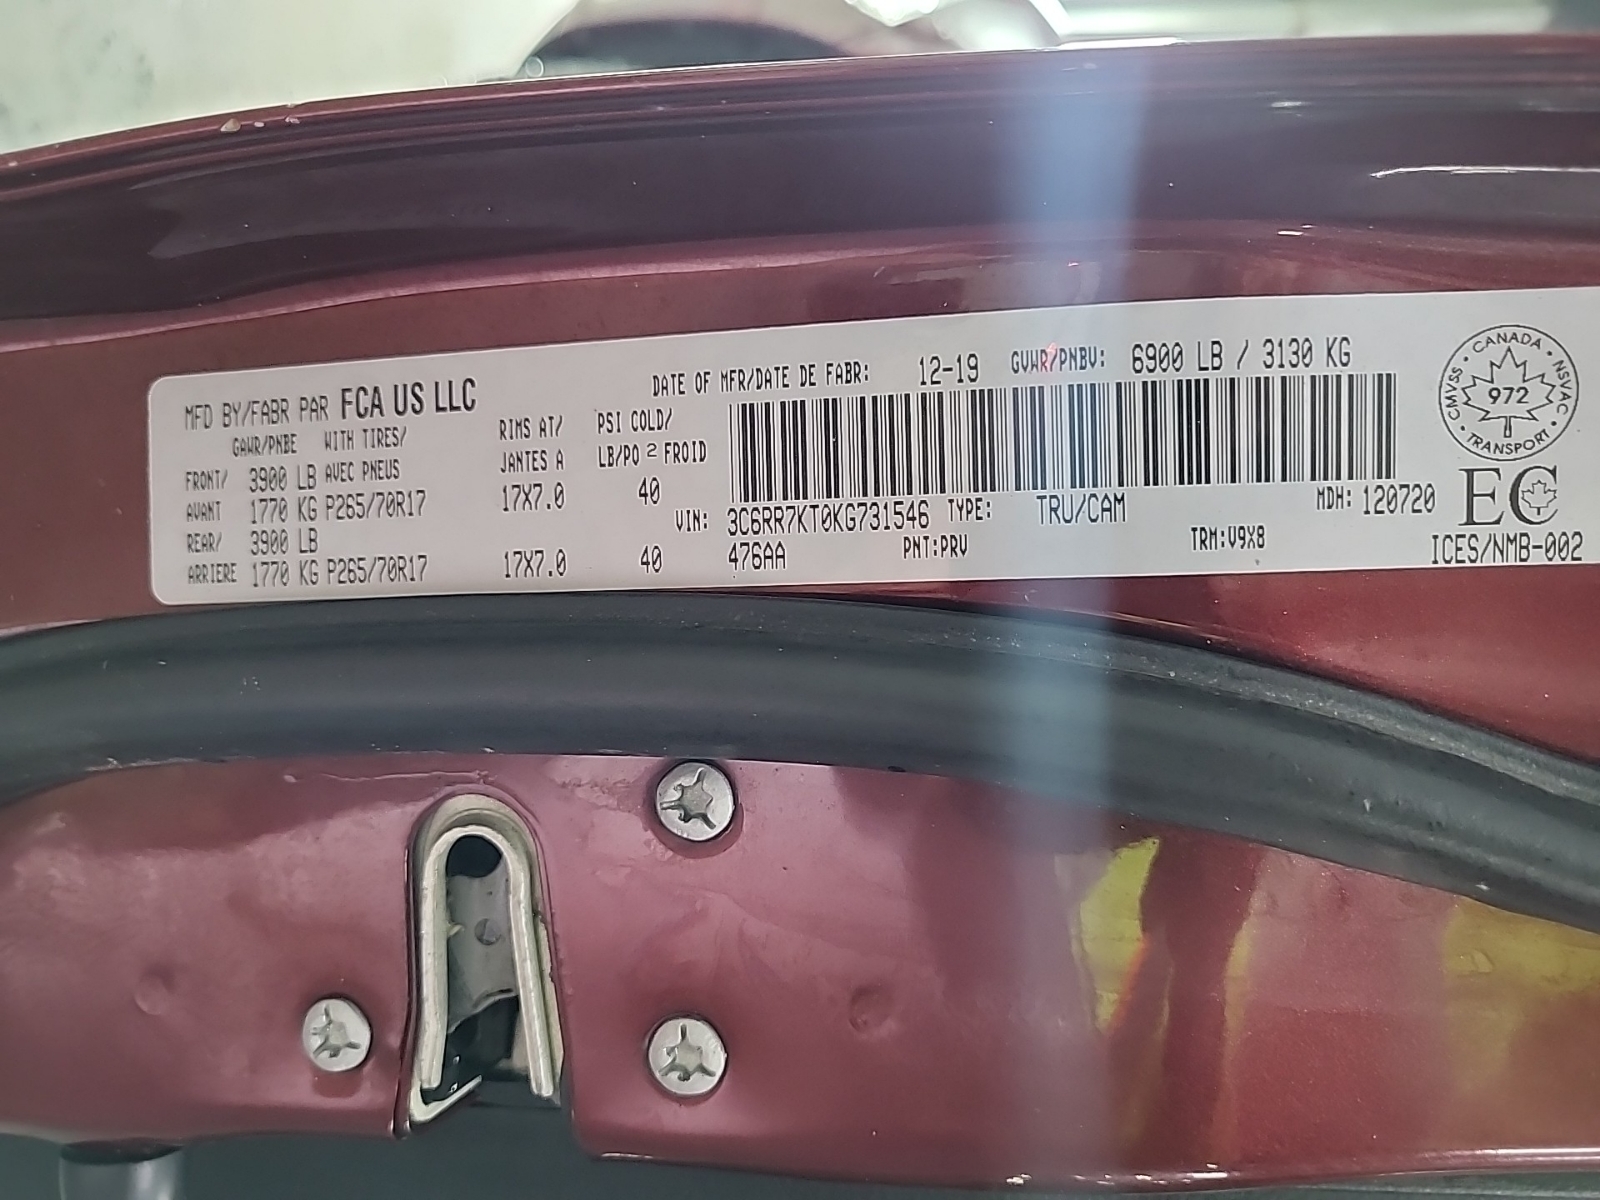 MFD BY/FABR PAR FCA US LLC
DATE OF MFR/DATE DE FABR: 12-19 GVWR/PNBV: 6900 LB / 3130 KG
GAWR/PNBE WITH TIRES/ RIMS AT/ PSI COLD/
FRONT/ 3900 LB AVEC PNEUS JANTES A LB/PO 2 FROID
AVANT 1770 KG P265/70R17 17X7.0 40
REAR/ 3900 LB
ARRIERE 1770 KG P265/70R17 17X7.0 40
VIN: 3C6RR7KT0KG731546 TYPE: TRU/CAM MDH: 120720
476AA PNT:PRV TRM:V9X8
CANADA • NSVAC • TRANSPORT • CMVSS •
972
EC
ICES/NMB-002